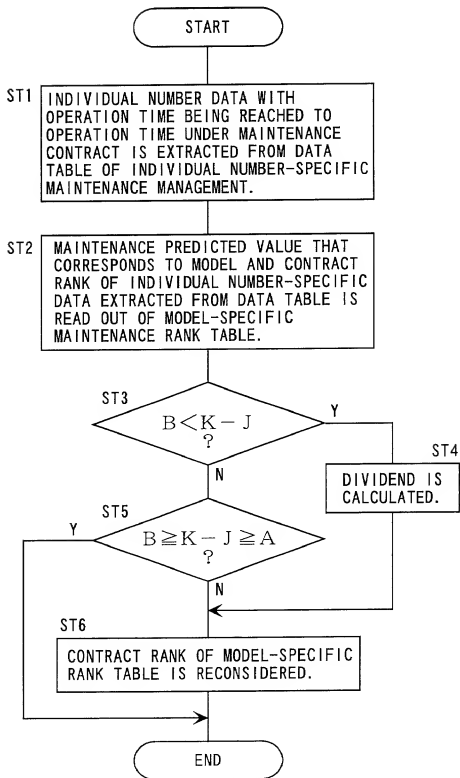 START
ST1
INDIVIDUAL NUMBER DATA WITH
OPERATION TIME BEING REACHED TO
OPERATION TIME UNDER MAINTENANCE
CONTRACT IS EXTRACTED FROM DATA
TABLE OF INDIVIDUAL NUMBER-SPECIFIC
MAINTENANCE MANAGEMENT.
ST2
MAINTENANCE PREDICTED VALUE THAT
CORRESPONDS TO MODEL AND CONTRACT
RANK OF INDIVIDUAL NUMBER-SPECIFIC
DATA EXTRACTED FROM DATA TABLE IS
READ OUT OF MODEL-SPECIFIC
MAINTENANCE RANK TABLE.
ST3
B<K-J
?
Y
N
ST4
DIVIDEND IS
CALCULATED.
ST5
B≧K-J≧A
?
Y
N
ST6
CONTRACT RANK OF MODEL-SPECIFIC
RANK TABLE IS RECONSIDERED.
END